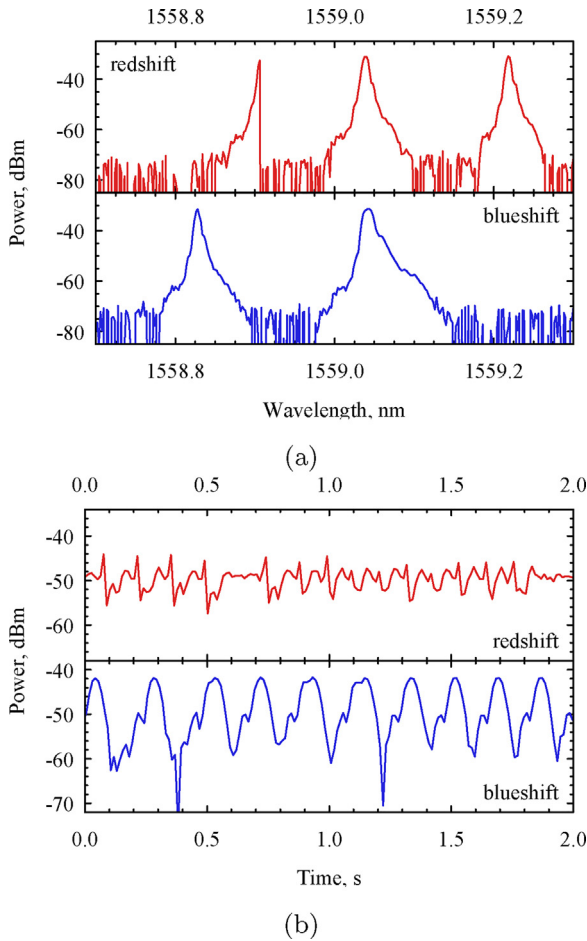 1558.8 1559.0 1559.2
redshift
-40
-60
-80
blueshift
-40
-60
-80
Power, dBm
1558.8 1559.0 1559.2
Wavelength, nm
(a)
0.0 0.5 1.0 1.5 2.0
-40
-50
-60
redshift
Power, dBm
-40
-50
-60
-70
blueshift
0.0 0.5 1.0 1.5 2.0
Time, s
(b)